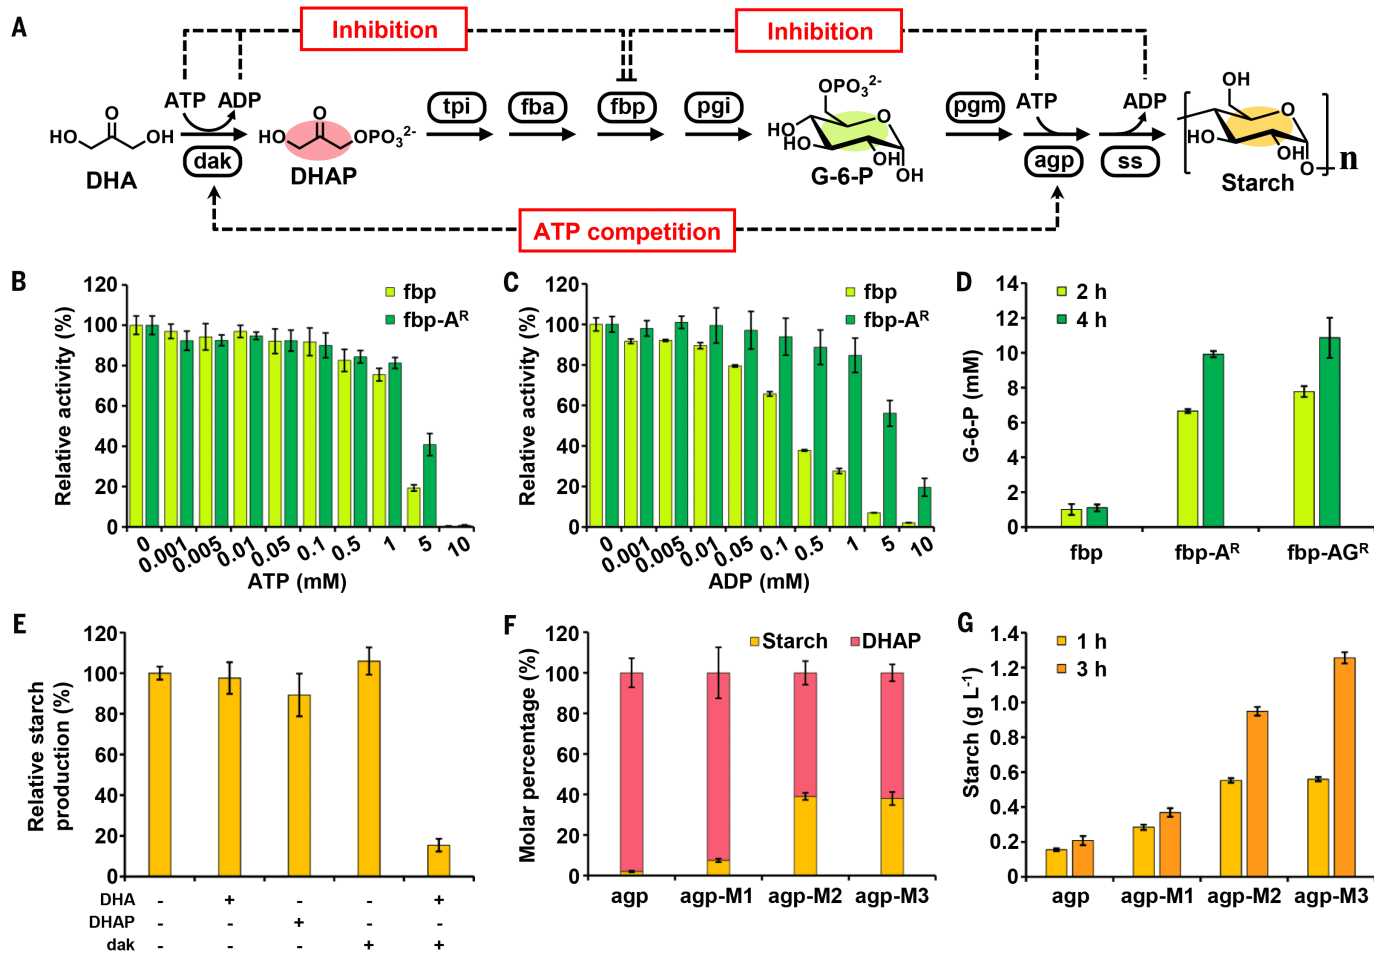 A
Inhibition
Inhibition
ATP ADP
tpi
fba
fbp
pgi
OPO₃²⁻
pgm
ATP
ADP
OH
O
HO OH
dak
DHA
O
HO OPO₃²⁻
DHAP
O
HO
HO
OH
OH
G-6-P
agp
ss
O
HO
OH
O
n
Starch
ATP competition
B
120
100
80
60
40
20
0
Relative activity (%)
fbp
fbp-Aᴿ
0 0.001 0.005 0.01 0.05 0.1 0.5 1 5 10
ATP (mM)
C
120
100
80
60
40
20
0
Relative activity (%)
fbp
fbp-Aᴿ
0 0.001 0.005 0.01 0.05 0.1 0.5 1 5 10
ADP (mM)
D
14
12
10
8
6
4
2
0
G-6-P (mM)
2 h
4 h
fbp fbp-Aᴿ fbp-AGᴿ
E
120
100
80
60
40
20
0
Relative starch
production (%)
DHA - + - - +
DHAP - - + - -
dak - - - + +
F
120
100
80
60
40
20
0
Molar percentage (%)
Starch DHAP
agp agp-M1 agp-M2 agp-M3
G
1.4
1.2
1.0
0.8
0.6
0.4
0.2
0
Starch (g L⁻¹)
1 h
3 h
agp agp-M1 agp-M2 agp-M3